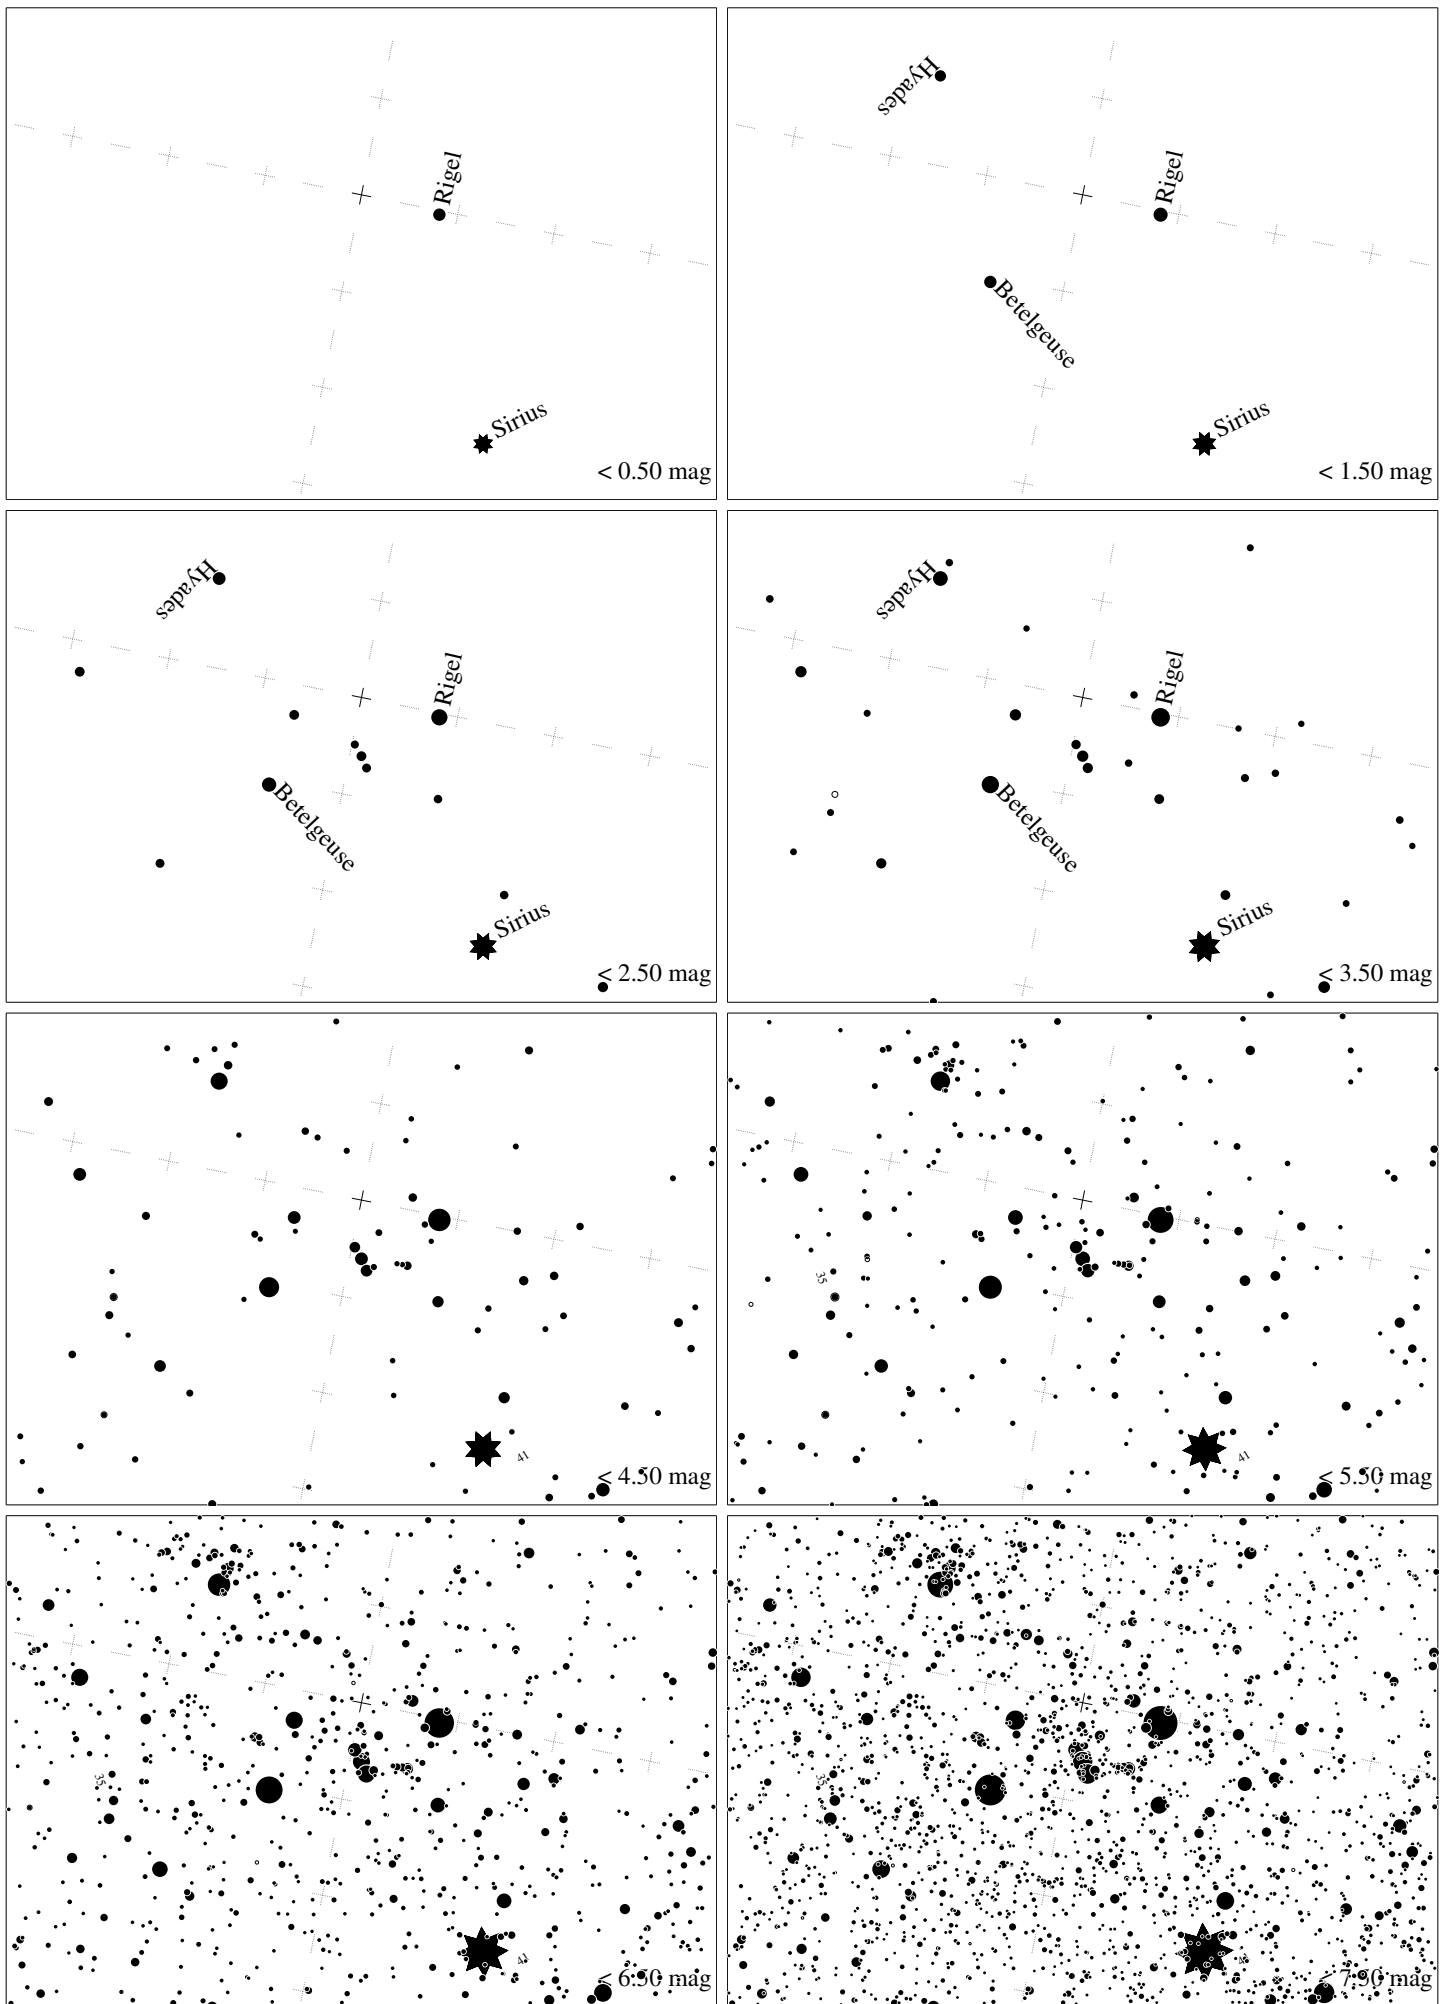 Rigel
Sirius
< 0.50 mag
Hyades
Rigel
Betelgeuse
Sirius
< 1.50 mag
Hyades
Rigel
Betelgeuse
Sirius
< 2.50 mag
Hyades
Rigel
Betelgeuse
Sirius
< 3.50 mag
41
< 4.50 mag
35
41
< 5.50 mag
35
41
< 6.50 mag
35
41
< 7.50 mag